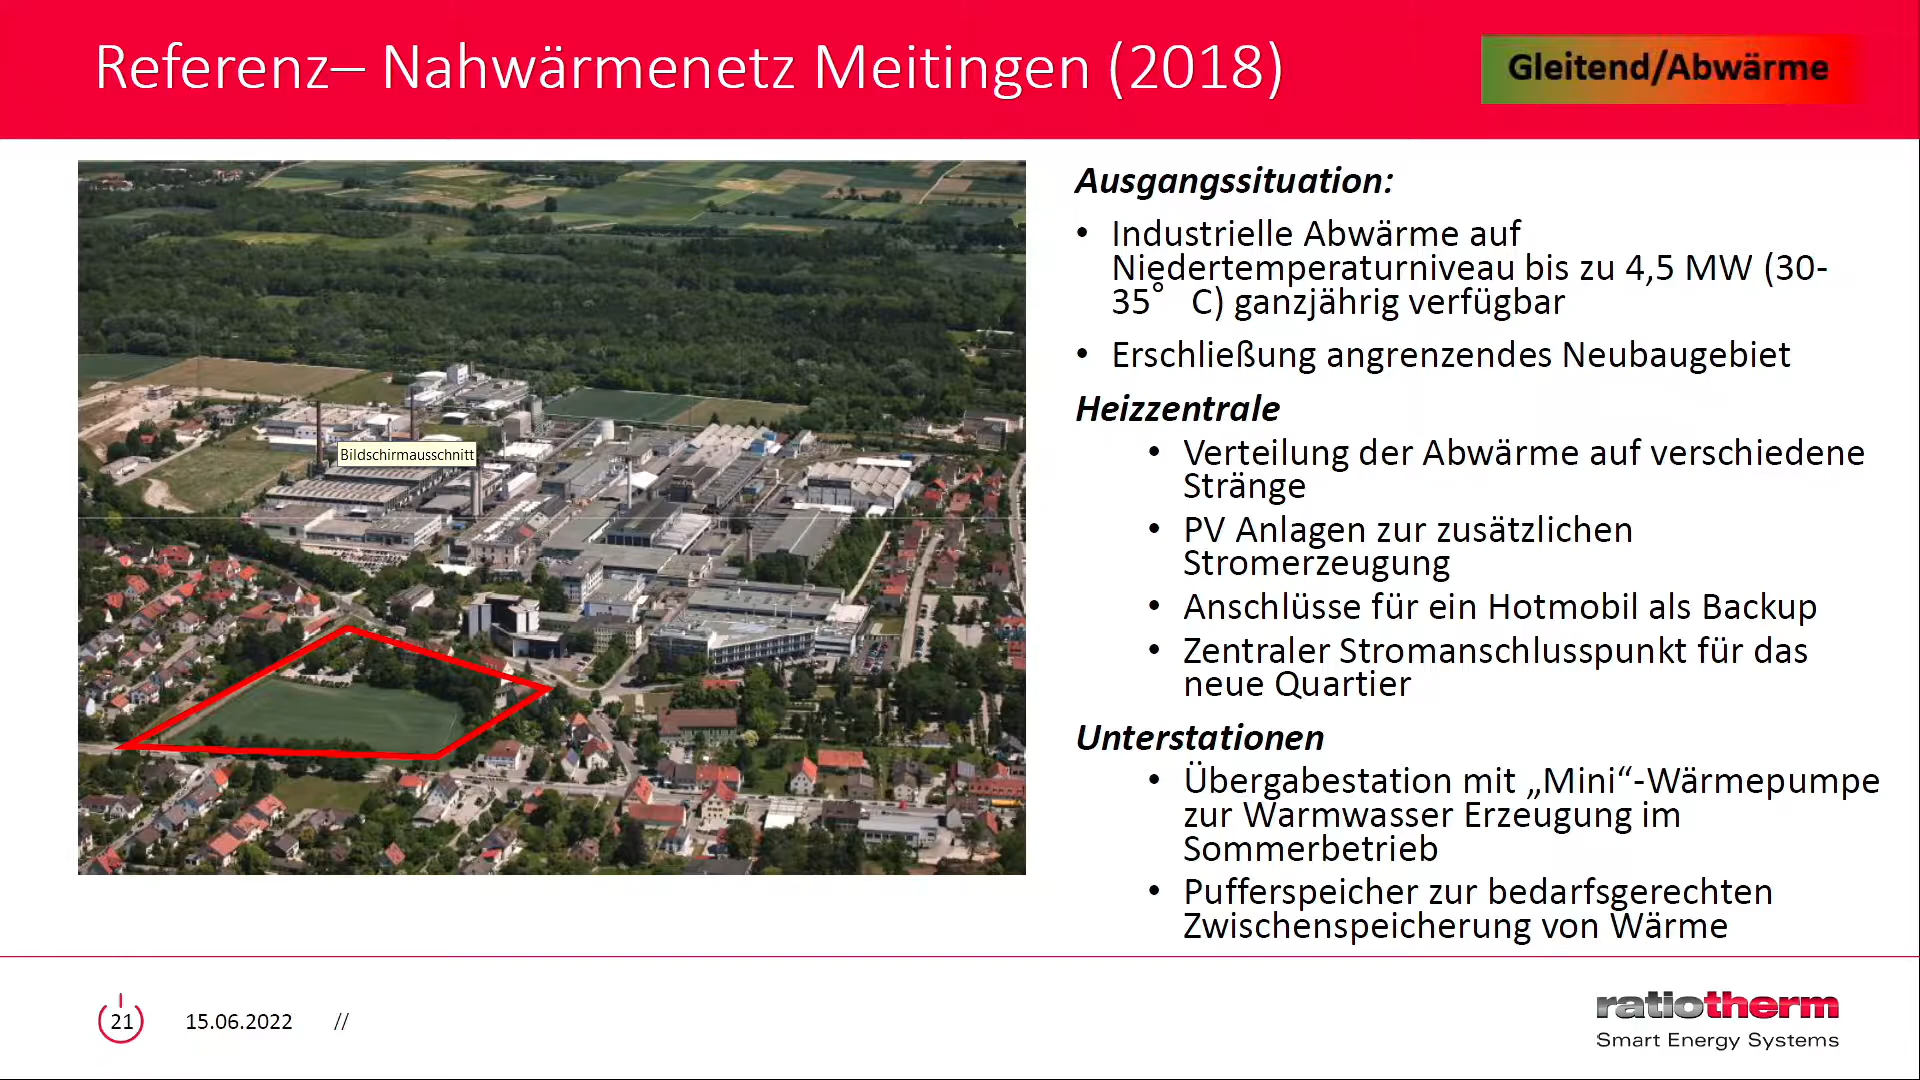 Referenz– Nahwärmenetz Meitingen (2018)
Gleitend/Abwärme
Bildschirmausschnitt
Ausgangssituation:
• Industrielle Abwärme auf
Niedertemperaturniveau bis zu 4,5 MW (30-
35° C) ganzjährig verfügbar
• Erschließung angrenzendes Neubaugebiet
Heizzentrale
• Verteilung der Abwärme auf verschiedene
Stränge
• PV Anlagen zur zusätzlichen
Stromerzeugung
• Anschlüsse für ein Hotmobil als Backup
• Zentraler Stromanschlusspunkt für das
neue Quartier
Unterstationen
• Übergabestation mit „Mini“-Wärmepumpe
zur Warmwasser Erzeugung im
Sommerbetrieb
• Pufferspeicher zur bedarfsgerechten
Zwischenspeicherung von Wärme
21
15.06.2022
//
ratiotherm
Smart Energy Systems